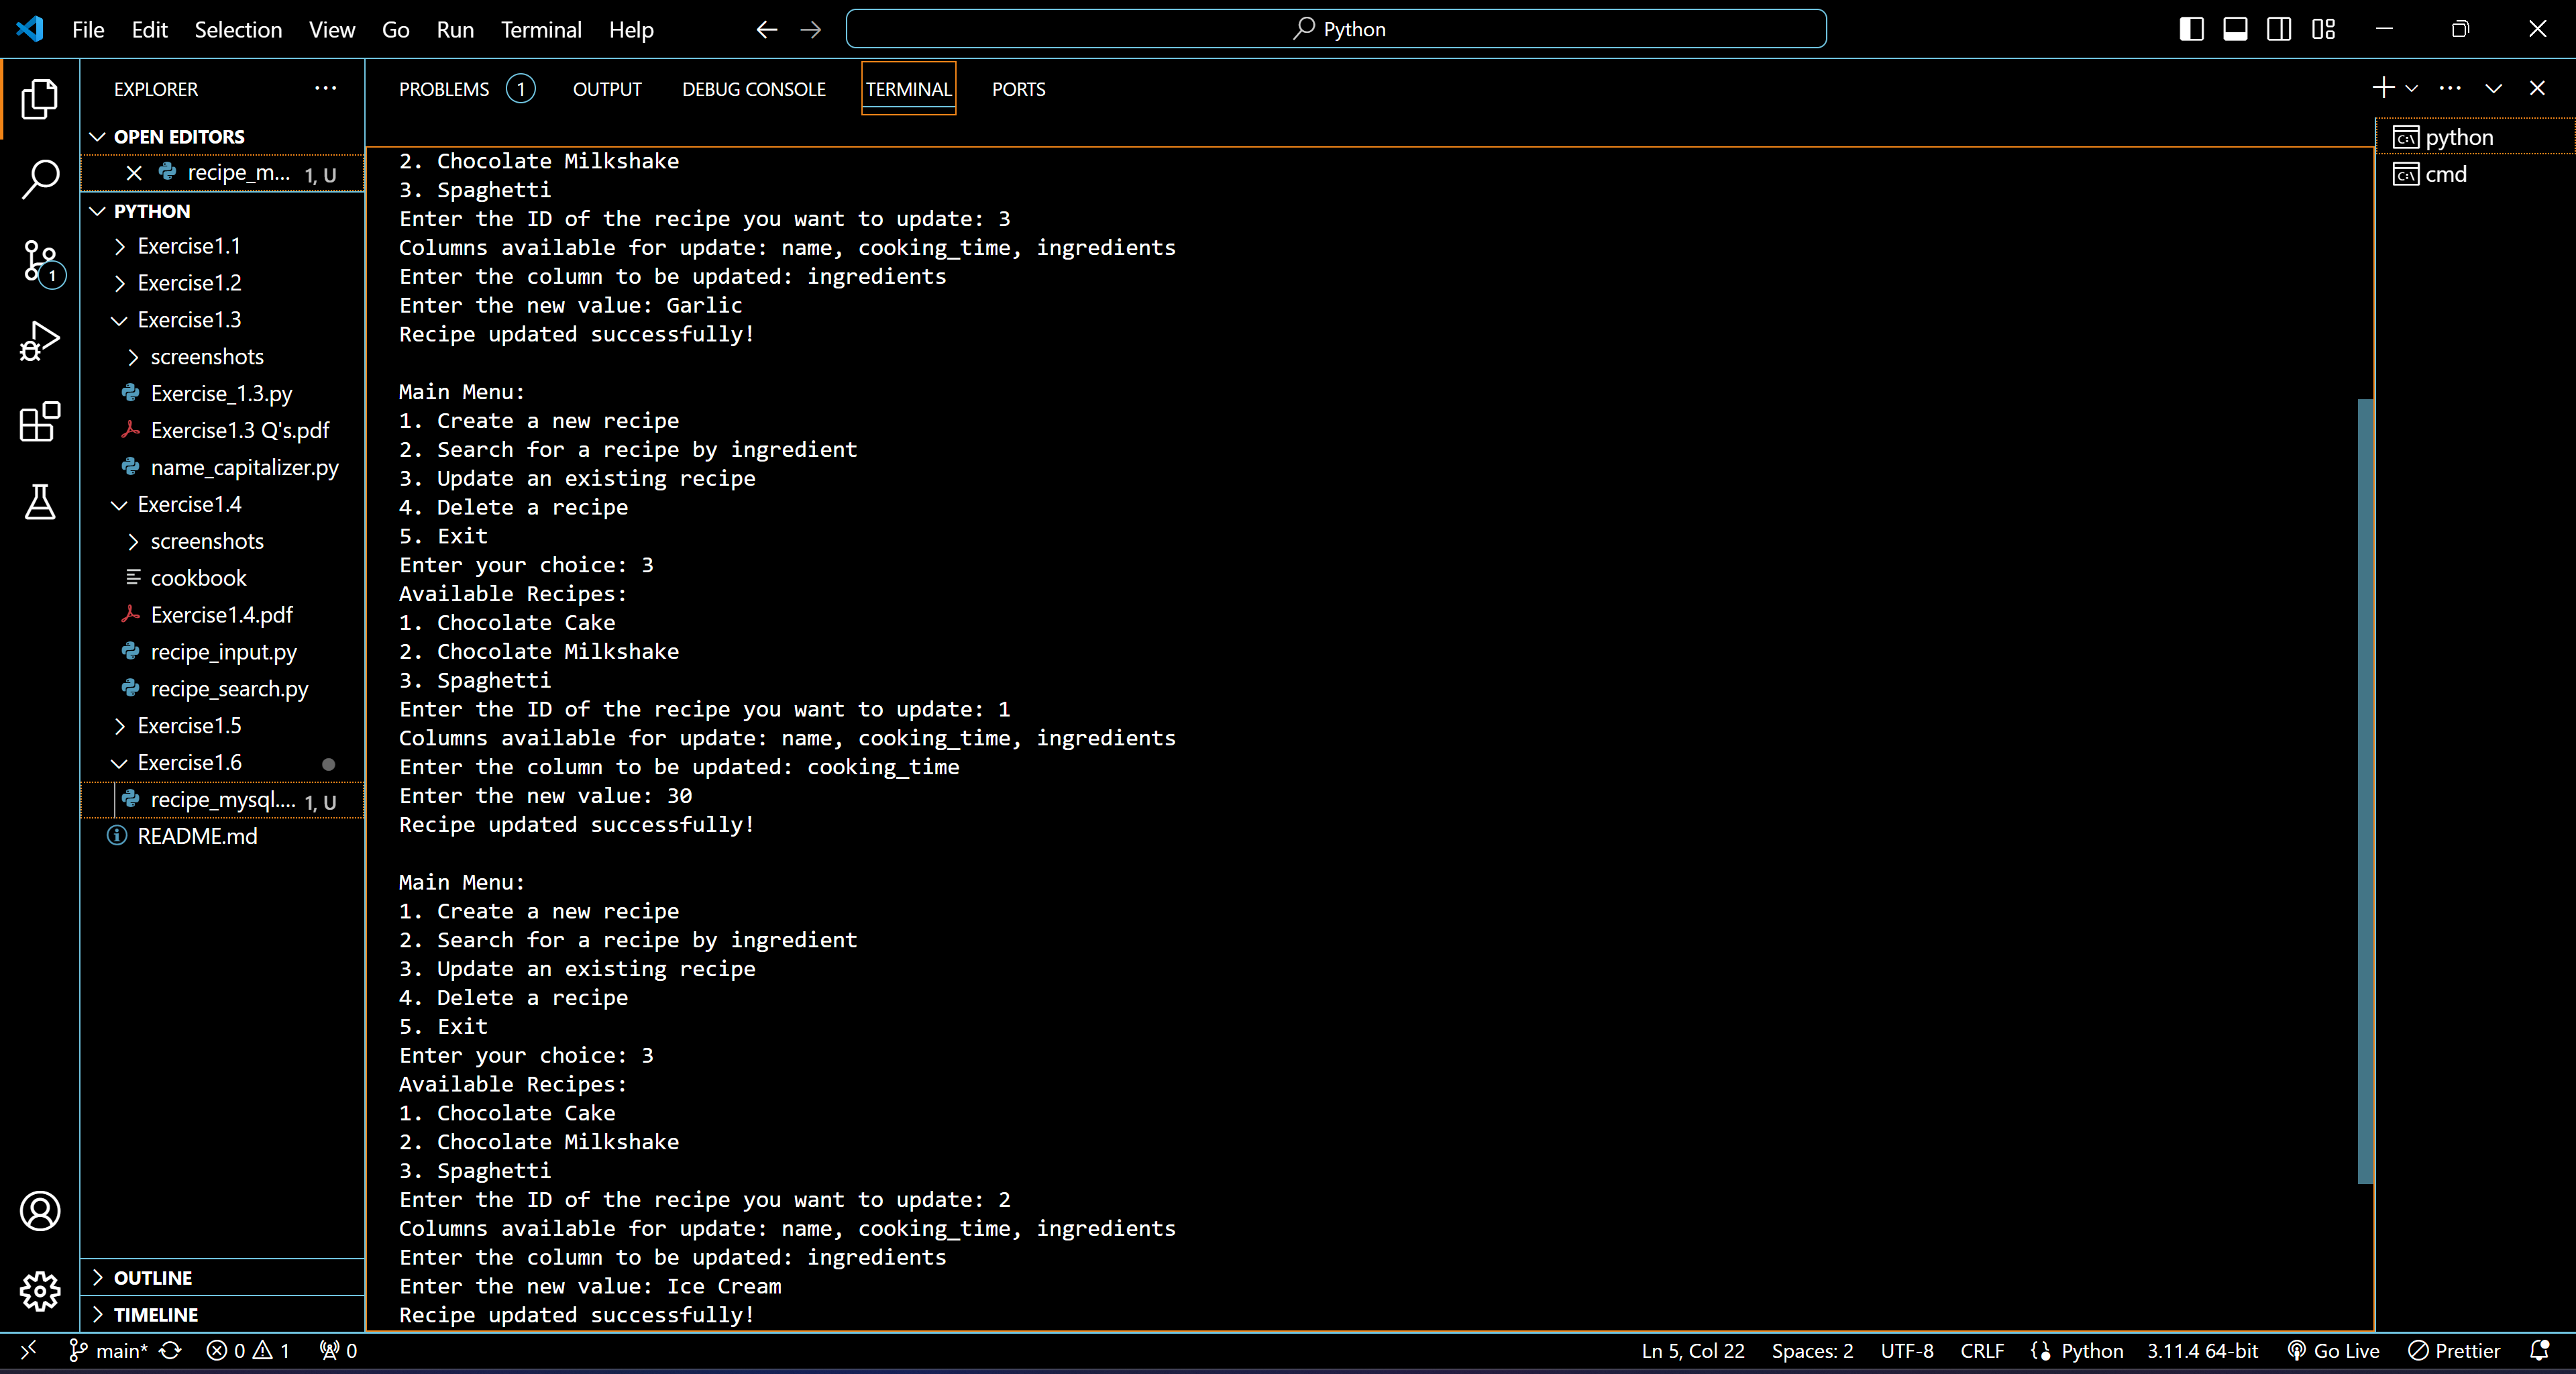 File Edit Selection View Go Run Terminal Help
Python
EXPLORER
OPEN EDITORS
recipe_m... 1, U
PYTHON
Exercise1.1
Exercise1.2
Exercise1.3
screenshots
Exercise_1.3.py
Exercise1.3 Q's.pdf
name_capitalizer.py
Exercise1.4
screenshots
cookbook
Exercise1.4.pdf
recipe_input.py
recipe_search.py
Exercise1.5
Exercise1.6
recipe_mysql.... 1, U
README.md
OUTLINE
TIMELINE
1
PROBLEMS 1 OUTPUT DEBUG CONSOLE TERMINAL PORTS
2. Chocolate Milkshake
3. Spaghetti
Enter the ID of the recipe you want to update: 3
Columns available for update: name, cooking_time, ingredients
Enter the column to be updated: ingredients
Enter the new value: Garlic
Recipe updated successfully!
Main Menu:
1. Create a new recipe
2. Search for a recipe by ingredient
3. Update an existing recipe
4. Delete a recipe
5. Exit
Enter your choice: 3
Available Recipes:
1. Chocolate Cake
2. Chocolate Milkshake
3. Spaghetti
Enter the ID of the recipe you want to update: 1
Columns available for update: name, cooking_time, ingredients
Enter the column to be updated: cooking_time
Enter the new value: 30
Recipe updated successfully!
Main Menu:
1. Create a new recipe
2. Search for a recipe by ingredient
3. Update an existing recipe
4. Delete a recipe
5. Exit
Enter your choice: 3
Available Recipes:
1. Chocolate Cake
2. Chocolate Milkshake
3. Spaghetti
Enter the ID of the recipe you want to update: 2
Columns available for update: name, cooking_time, ingredients
Enter the column to be updated: ingredients
Enter the new value: Ice Cream
Recipe updated successfully!
python
cmd
main* 0 1 0 Ln 5, Col 22 Spaces: 2 UTF-8 CRLF Python 3.11.4 64-bit Go Live Prettier